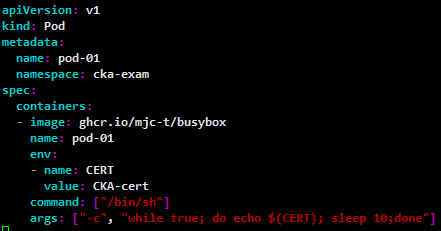 apiVersion: v1
kind: Pod
metadata:
  name: pod-01
  namespace: cka-exam
spec:
  containers:
  - image: ghcr.io/mjc-t/busybox
    name: pod-01
    env:
    - name: CERT
      value: CKA-cert
    command: ["/bin/sh"]
    args: ["-c", "while true; do echo $(CERT); sleep 10;done"]